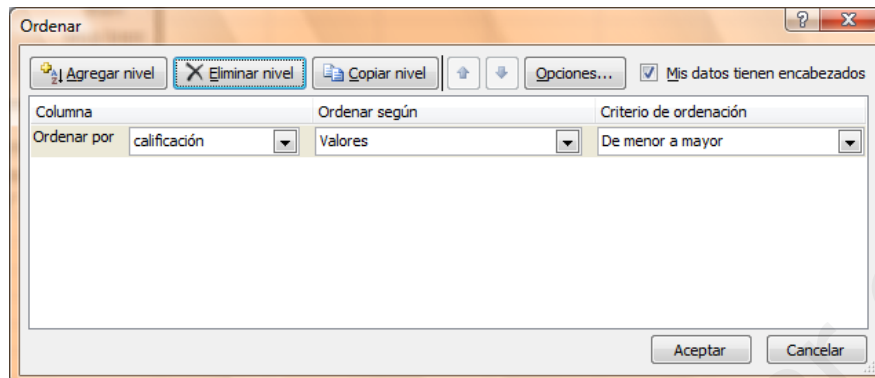 Ordenar
Agregar nivel Eliminar nivel Copiar nivel Opciones... Mis datos tienen encabezados
Columna Ordenar según Criterio de ordenación
Ordenar por calificación Valores De menor a mayor
Aceptar Cancelar